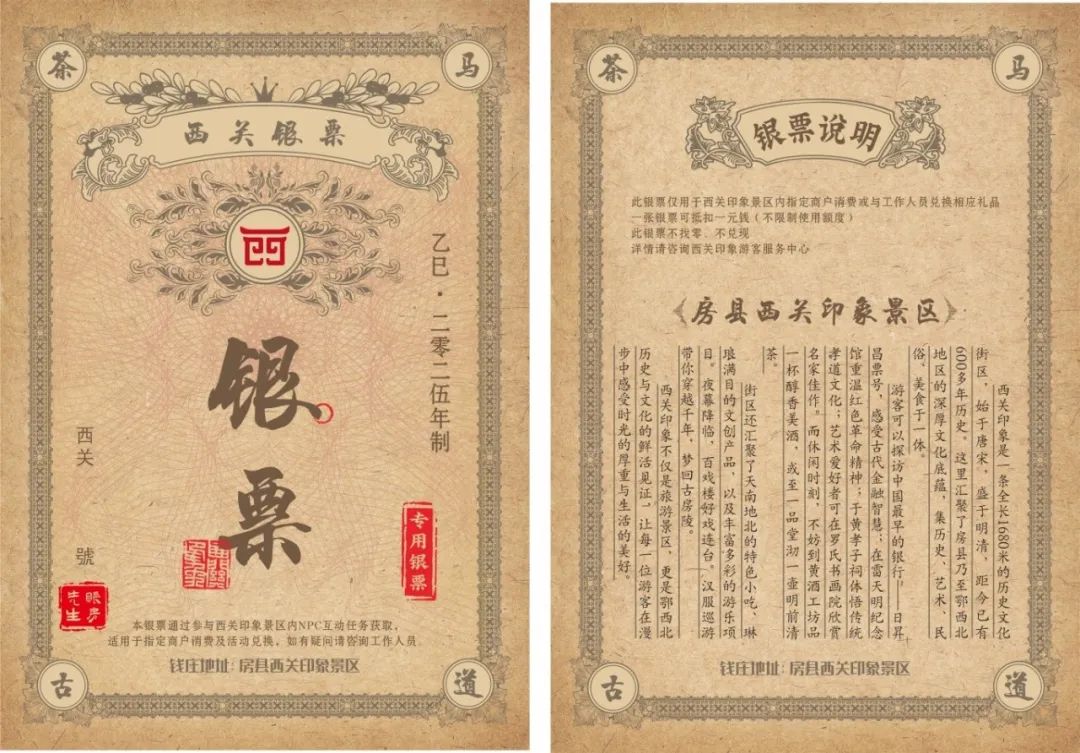 茶
马
西关银票
西
乙巳·二零二伍年制
银票
西关 號
专用银票
账房先生
本银票通过参与西关印象景区内NPC互动任务获取，
适用于指定商户消费及活动兑换，如有疑问请咨询工作人员。
钱庄地址：房县西关印象景区
古
道
茶
马
银票说明
此银票仅用于西关印象景区内指定商户消费或与工作人员兑换相应礼品
一张银票可抵扣一元钱（不限制使用额度）
此银票不找零、不兑现
详情请咨询西关印象游客服务中心
房县西关印象景区
西关印象是一条全长1680米的历史文化
街区，始于唐宋，盛于明清，距今已有
600多年历史。这里汇聚了房县乃至鄂西北
地区的深厚文化底蕴，集历史、艺术、民
俗、美食于一体。
游客可以探访中国最早的银行——日昇
昌票号，感受古代金融智慧；在雷天明纪念
馆重温红色革命精神；于黄孝子祠体悟传统
孝道文化；艺术爱好者可在罗氏书画院欣赏
名家佳作。而休闲时刻，不妨到黄酒工坊品
一杯醇香美酒，或至一品堂沏一壶明前清
茶。
街区还汇聚了天南地北的特色小吃、琳
琅满目的文创产品，以及丰富多彩的游乐项
目。夜幕降临，百戏楼好戏连台。汉服巡游
带你穿越千年，梦回古房陵。
西关印象不仅是旅游景区，更是鄂西北
历史与文化的鲜活见证，让每一位游客在漫
步中感受时光的厚重与生活的美好。
钱庄地址：房县西关印象景区
古
道